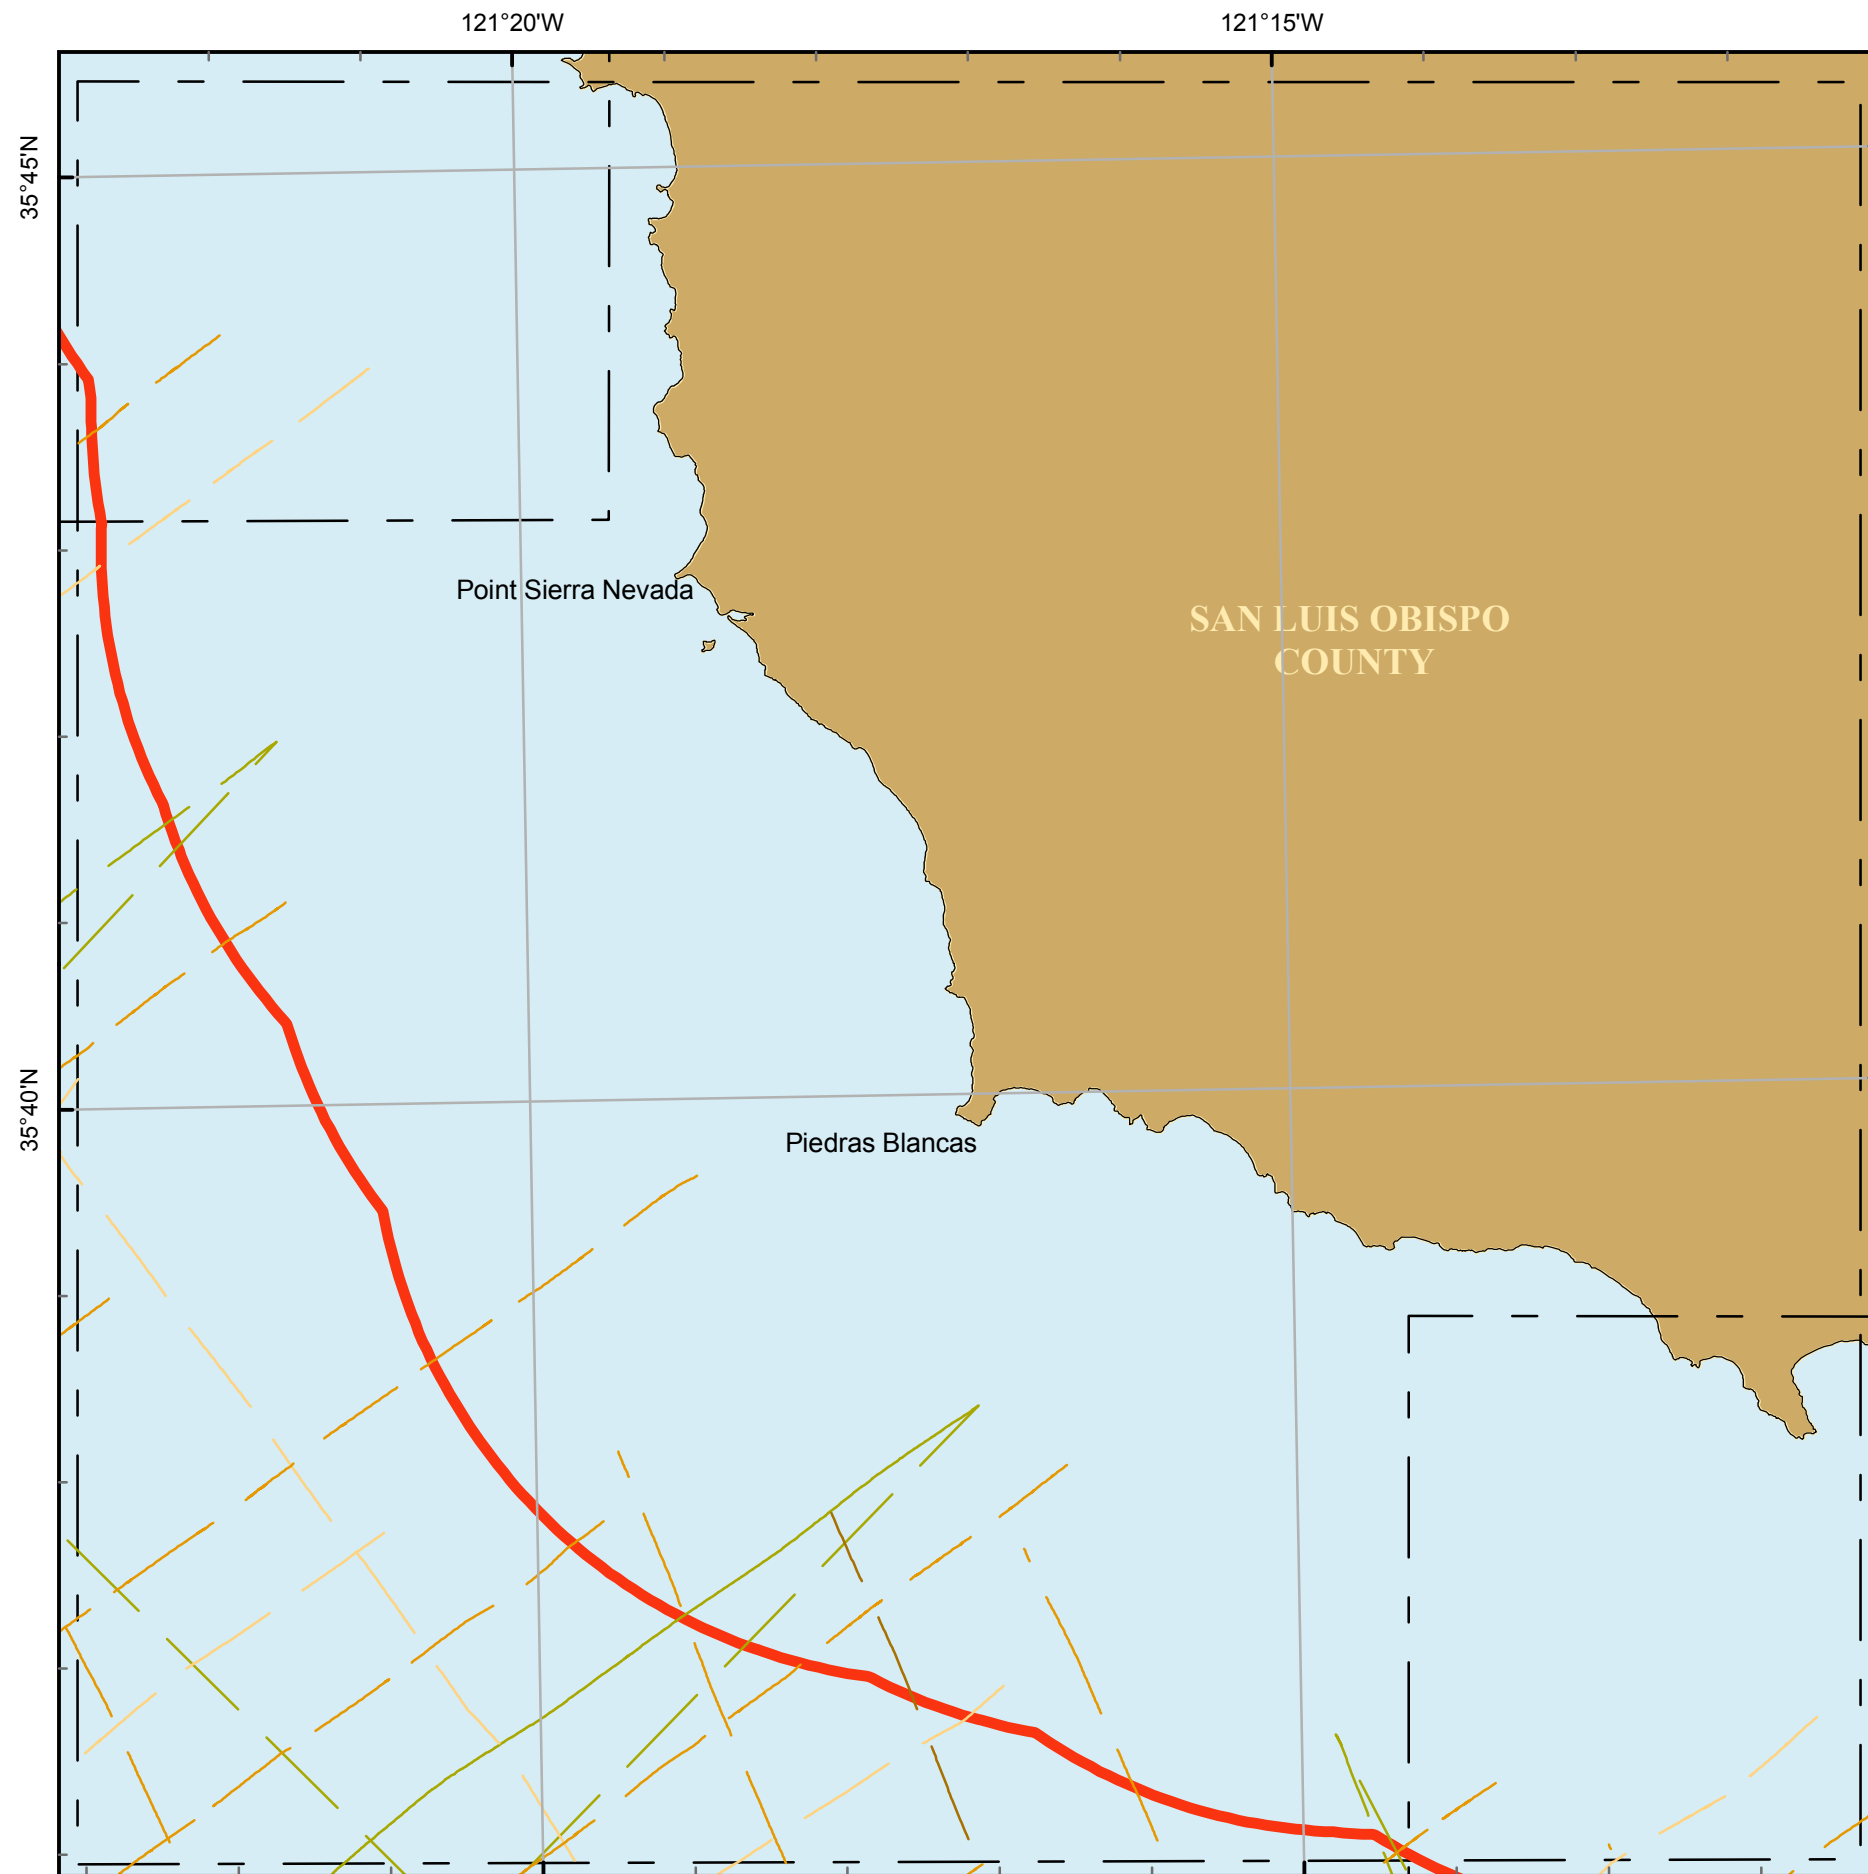 121°20'W
121°15'W
35°45'N
Point Sierra Nevada
SAN LUIS OBISPO
COUNTY
35°40'N
Piedras Blancas